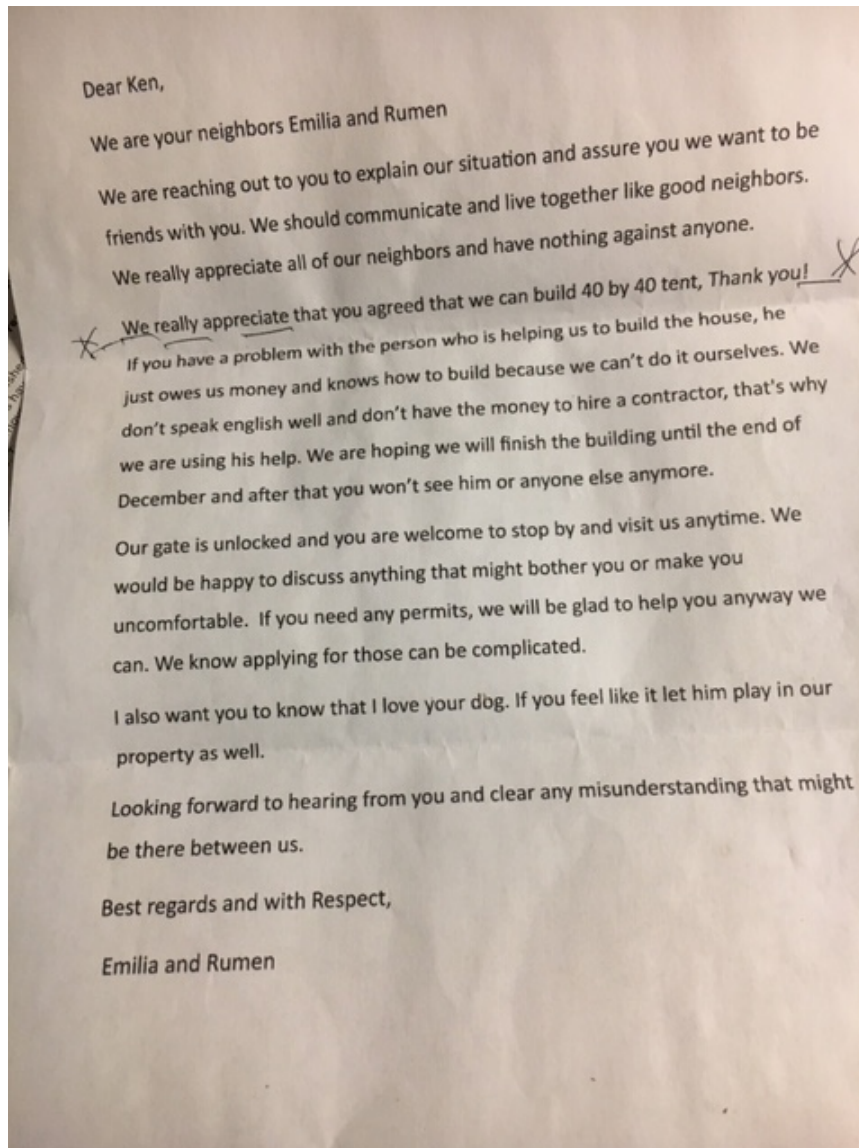 Dear Ken,
We are your neighbors Emilia and Rumen
We are reaching out to you to explain our situation and assure you we want to be
friends with you. We should communicate and live together like good neighbors.
We really appreciate all of our neighbors and have nothing against anyone.
We really appreciate that you agreed that we can build 40 by 40 tent, Thank you!
If you have a problem with the person who is helping us to build the house, he
just owes us money and knows how to build because we can't do it ourselves. We
don't speak english well and don't have the money to hire a contractor, that's why
we are using his help. We are hoping we will finish the building until the end of
December and after that you won't see him or anyone else anymore.
Our gate is unlocked and you are welcome to stop by and visit us anytime. We
would be happy to discuss anything that might bother you or make you
uncomfortable. If you need any permits, we will be glad to help you anyway we
can. We know applying for those can be complicated.
I also want you to know that I love your dog. If you feel like it let him play in our
property as well.
Looking forward to hearing from you and clear any misunderstanding that might
be there between us.
Best regards and with Respect,
Emilia and Rumen